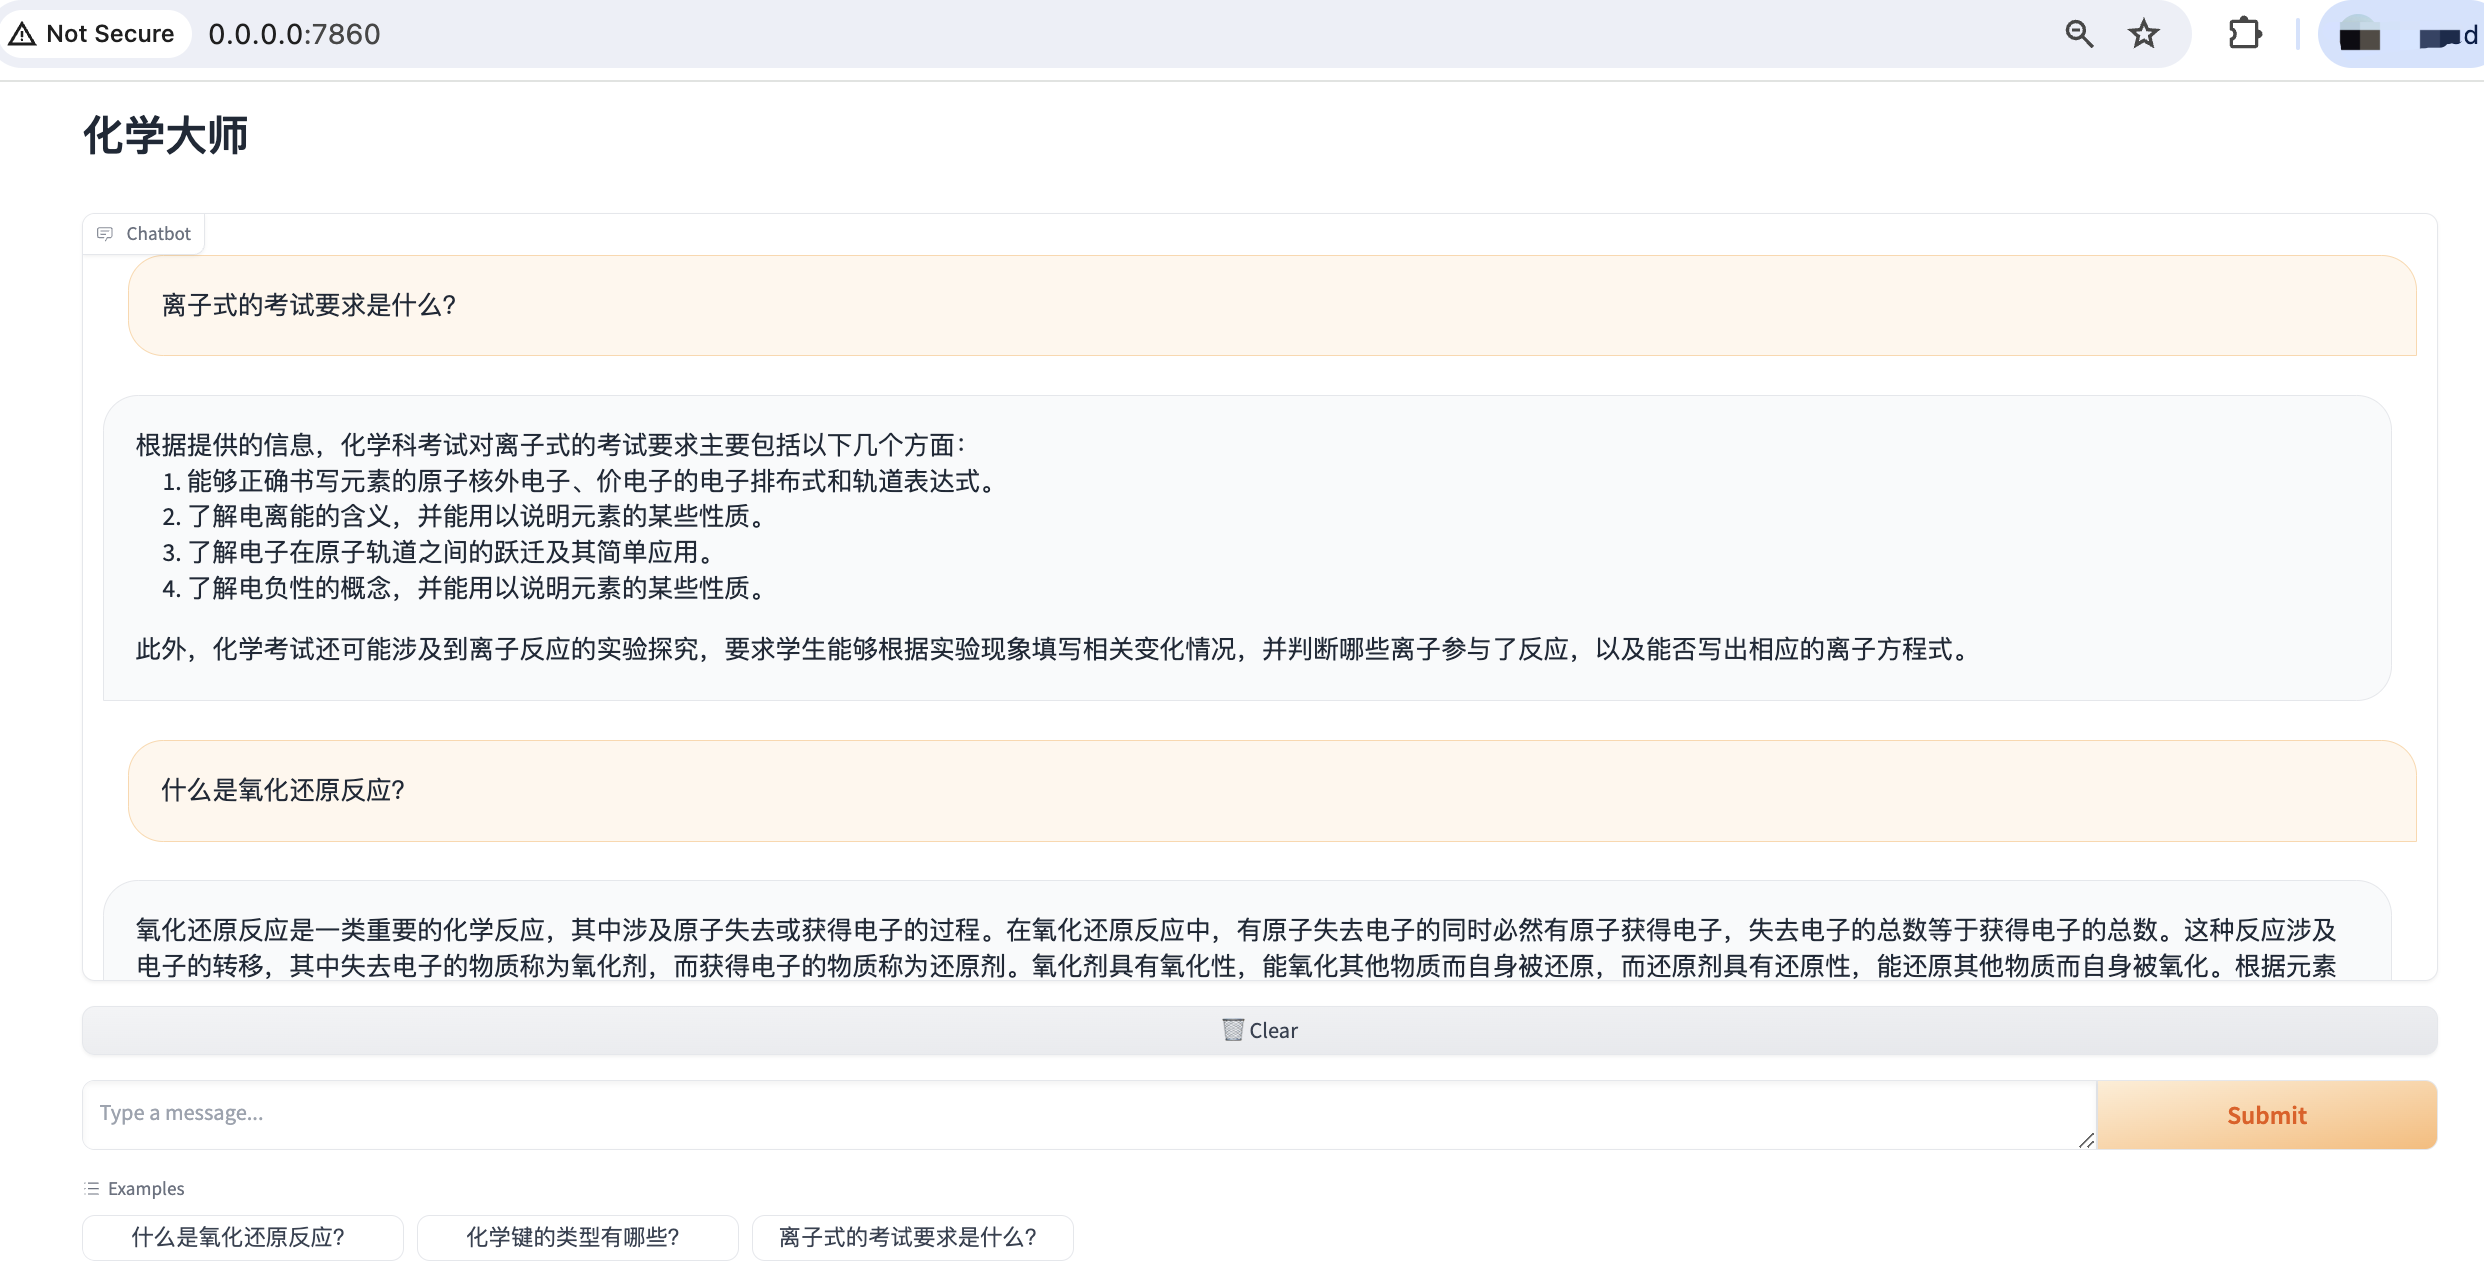 Not Secure 0.0.0.0:7860
化学大师
Chatbot
离子式的考试要求是什么?
根据提供的信息，化学科考试对离子式的考试要求主要包括以下几个方面：
1. 能够正确书写元素的原子核外电子、价电子的电子排布式和轨道表达式。
2. 了解电离能的含义，并能用以说明元素的某些性质。
3. 了解电子在原子轨道之间的跃迁及其简单应用。
4. 了解电负性的概念，并能用以说明元素的某些性质。
此外，化学考试还可能涉及到离子反应的实验探究，要求学生能够根据实验现象填写相关变化情况，并判断哪些离子参与了反应，以及能否写出相应的离子方程式。
什么是氧化还原反应?
氧化还原反应是一类重要的化学反应，其中涉及原子失去或获得电子的过程。在氧化还原反应中，有原子失去电子的同时必然有原子获得电子，失去电子的总数等于获得电子的总数。这种反应涉及
电子的转移，其中失去电子的物质称为氧化剂，而获得电子的物质称为还原剂。氧化剂具有氧化性，能氧化其他物质而自身被还原，而还原剂具有还原性，能还原其他物质而自身被氧化。根据元素
Clear
Type a message...
Submit
Examples
什么是氧化还原反应?
化学键的类型有哪些?
离子式的考试要求是什么?